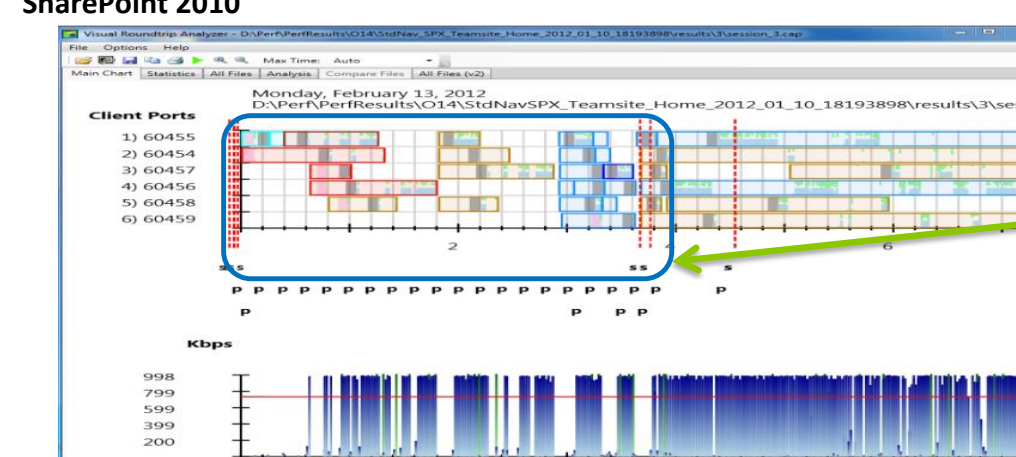 SharePoint 2010
Visual Roundtrip Analyzer - D:\Perf\PerfResults\O14\StdNav_SPX_Teamsite_Home_2012_01_10_18193898\results\3\session_3.cap
File Options Help
Max Time: Auto
Main Chart Statistics All Files Analysis Compare Files All Files (v2)
Monday, February 13, 2012
D:\Perf\PerfResults\O14\StdNavSPX_Teamsite_Home_2012_01_10_18193898\results\3\ses
Client Ports
1) 60455
2) 60454
3) 60457
4) 60456
5) 60458
6) 60459
2 4 6
s s s s s s
P P P P P P P P P P P P P P P P P P P P P
P P P P
Kbps
998
799
599
399
200